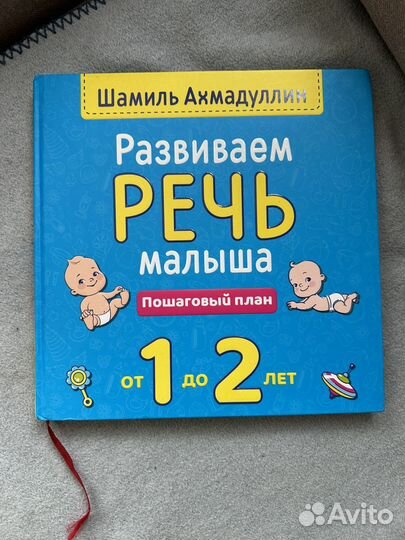 Шамиль Ахмадуллин
Развиваем
РЕЧЬ
малыша
Пошаговый план
от 1 до 2 лет
Avito